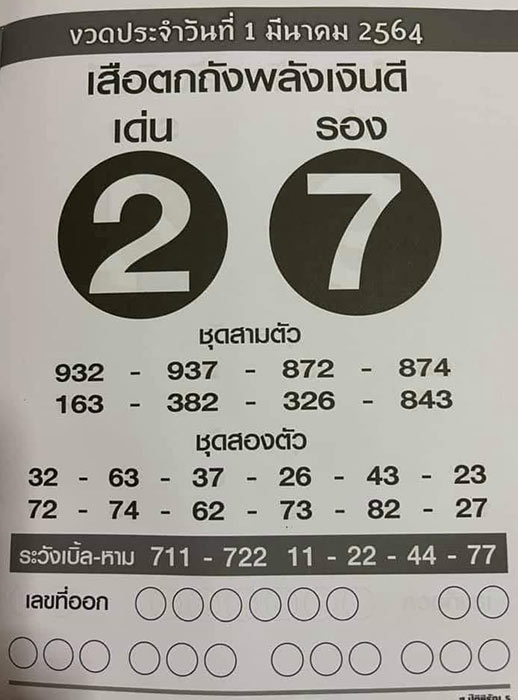 งวดประจำวันที่ 1 มีนาคม 2564
เสือตกถังพลังเงินดี
เด่น รอง
2 7
ชุดสามตัว
932 - 937 - 872 - 874
163 - 382 - 326 - 843
ชุดสองตัว
32 - 63 - 37 - 26 - 43 - 23
72 - 74 - 62 - 73 - 82 - 27
ระวังเบิ้ล-หาม 711 - 722 11 - 22 - 44 - 77
เลขที่ออก